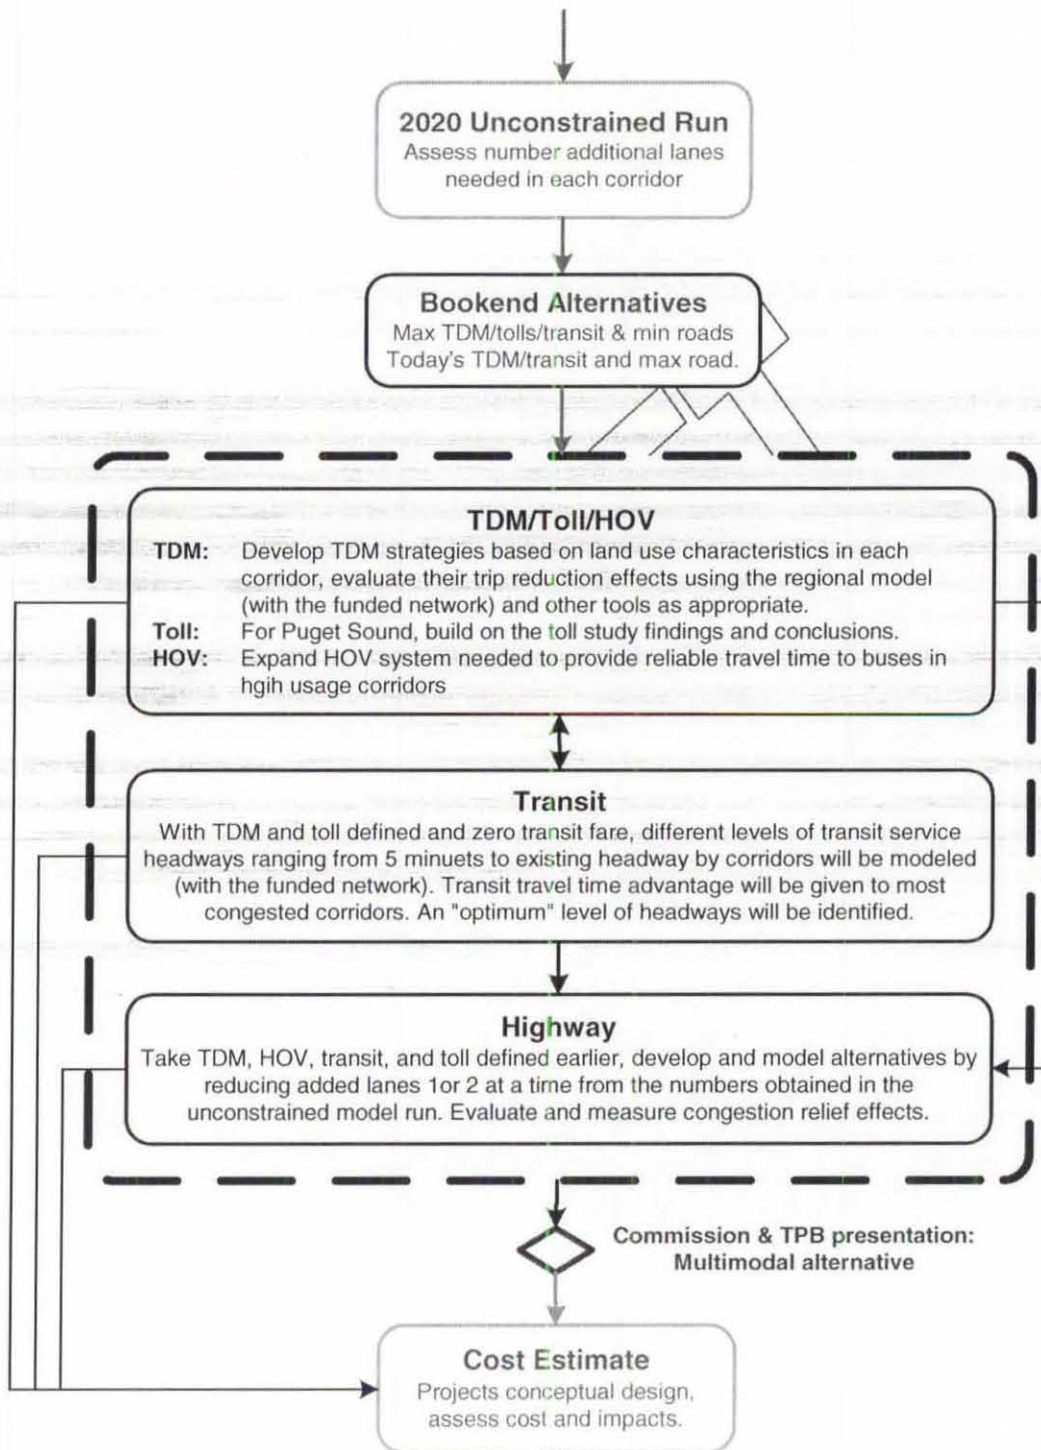 2020 Unconstrained Run
Assess number additional lanes
needed in each corridor
Bookend Alternatives
Max TDM/tolls/transit & min roads
Today's TDM/transit and max road.
TDM/Toll/HOV
TDM: Develop TDM strategies based on land use characteristics in each
corridor, evaluate their trip reduction effects using the regional model
(with the funded network) and other tools as appropriate.
Toll: For Puget Sound, build on the toll study findings and conclusions.
HOV: Expand HOV system needed to provide reliable travel time to buses in
hgih usage corridors
Transit
With TDM and toll defined and zero transit fare, different levels of transit service
headways ranging from 5 minuets to existing headway by corridors will be modeled
(with the funded network). Transit travel time advantage will be given to most
congested corridors. An "optimum" level of headways will be identified.
Highway
Take TDM, HOV, transit, and toll defined earlier, develop and model alternatives by
reducing added lanes 1or 2 at a time from the numbers obtained in the
unconstrained model run. Evaluate and measure congestion relief effects.
Commission & TPB presentation:
Multimodal alternative
Cost Estimate
Projects conceptual design,
assess cost and impacts.